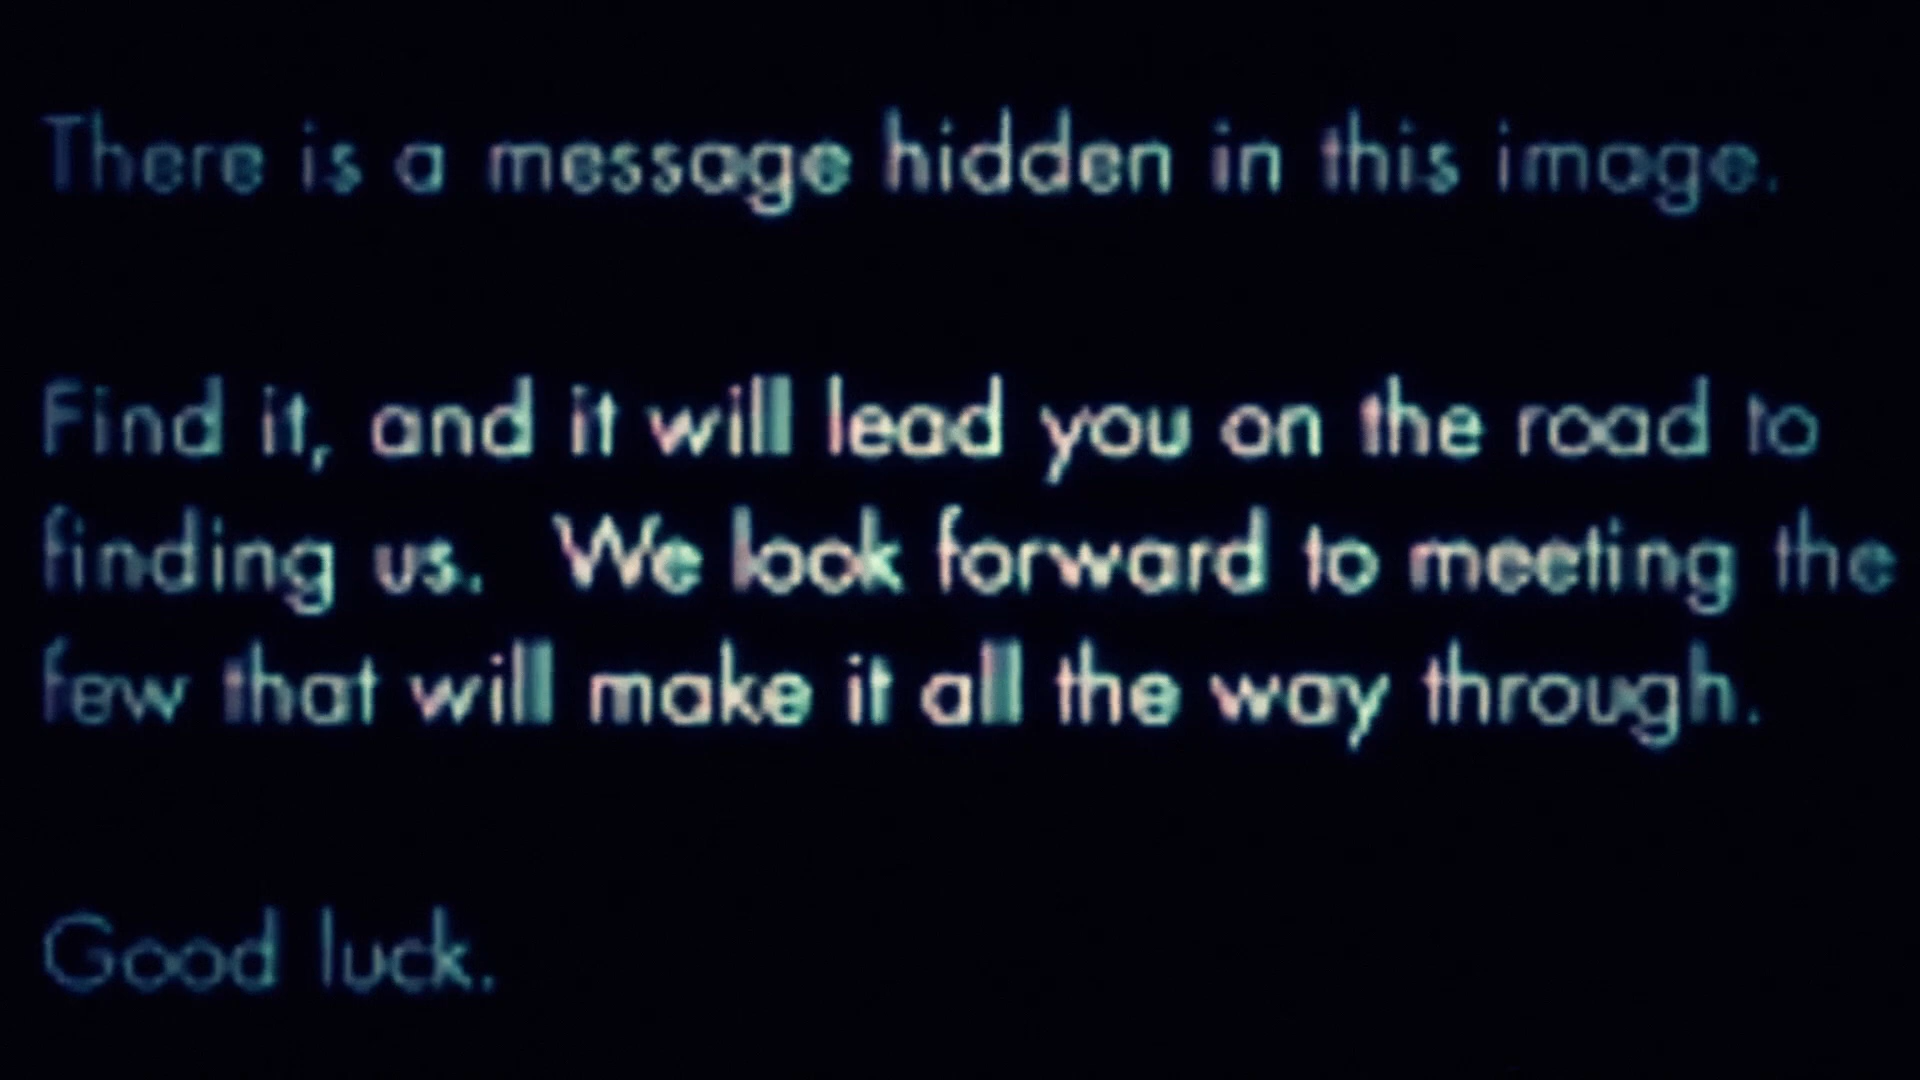 There is a message hidden in this image.
Find it, and it will lead you on the road to
finding us.  We look forward to meeting the
few that will make it all the way through.
Good luck.